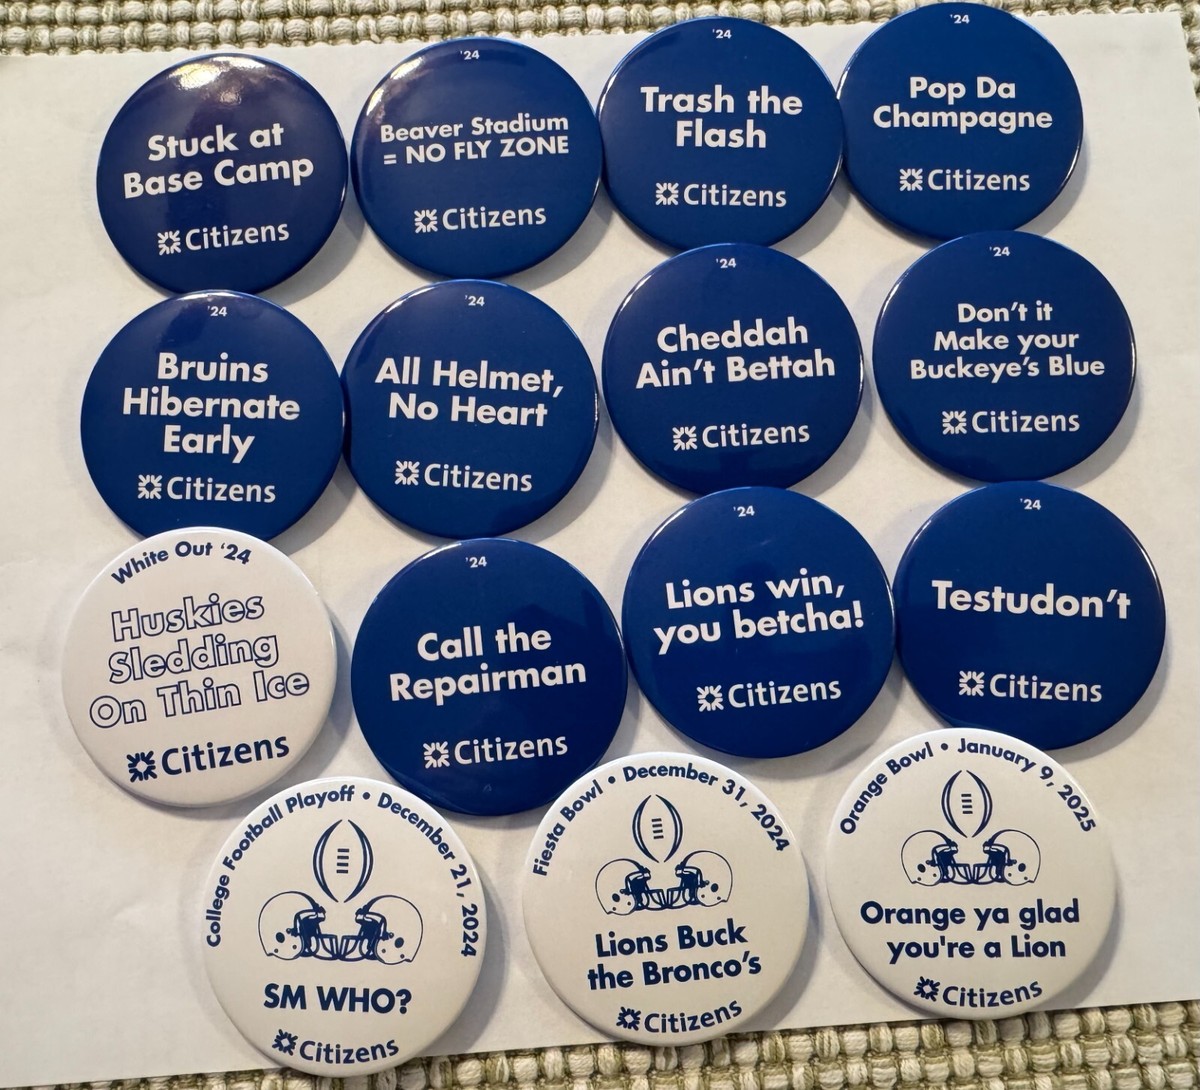 Stuck at
Base Camp
Citizens
'24
Beaver Stadium
= NO FLY ZONE
Citizens
'24
Trash the
Flash
Citizens
'24
Pop Da
Champagne
Citizens
'24
Bruins
Hibernate
Early
Citizens
'24
All Helmet,
No Heart
Citizens
'24
Cheddah
Ain't Bettah
Citizens
'24
Don't it
Make your
Buckeye's Blue
Citizens
White Out '24
Huskies
Sledding
On Thin Ice
Citizens
'24
Call the
Repairman
Citizens
'24
Lions win,
you betcha!
Citizens
'24
Testudon't
Citizens
College Football Playoff • December 21, 2024
SM WHO?
Citizens
Fiesta Bowl • December 31, 2024
Lions Buck
the Bronco's
Citizens
Orange Bowl • January 9, 2025
Orange ya glad
you're a Lion
Citizens